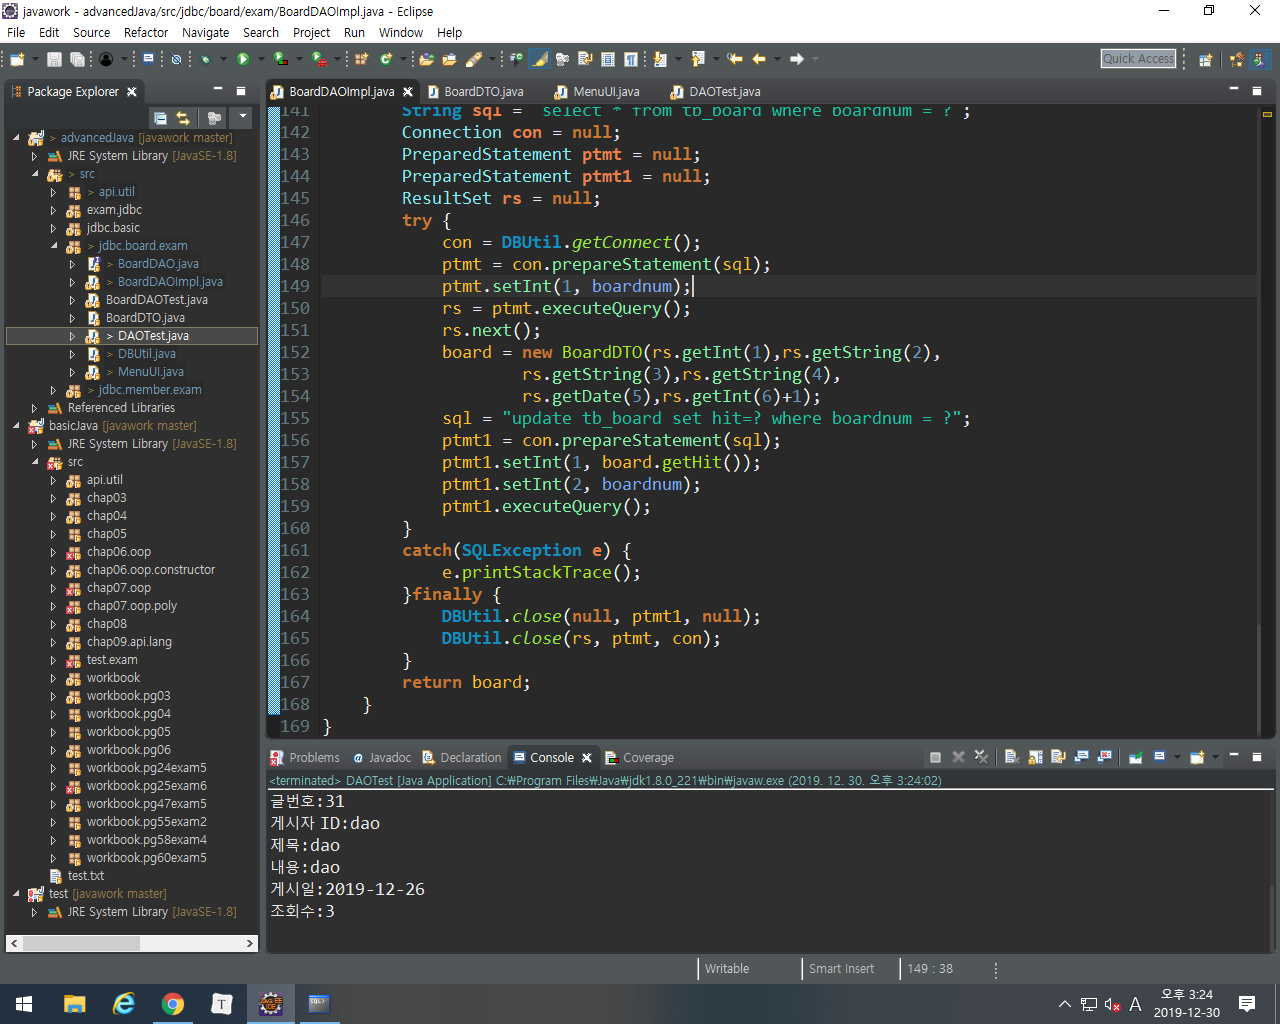 javawork - advancedJava/src/jdbc/board/exam/BoardDAOImpl.java - Eclipse
File Edit Source Refactor Navigate Search Project Run Window Help
Quick Access
Package Explorer
> advancedJava [javawork master]
JRE System Library [JavaSE-1.8]
> src
> api.util
exam.jdbc
jdbc.basic
> jdbc.board.exam
> BoardDAO.java
> BoardDAOImpl.java
BoardDAOTest.java
BoardDTO.java
> DAOTest.java
> DBUtil.java
> MenuUI.java
> jdbc.member.exam
Referenced Libraries
basicJava [javawork master]
JRE System Library [JavaSE-1.8]
src
api.util
chap03
chap04
chap05
chap06.oop
chap06.oop.constructor
chap07.oop
chap07.oop.poly
chap08
chap09.api.lang
test.exam
workbook
workbook.pg03
workbook.pg04
workbook.pg05
workbook.pg06
workbook.pg24exam5
workbook.pg25exam6
workbook.pg47exam5
workbook.pg55exam2
workbook.pg58exam4
workbook.pg60exam5
test.txt
test [javawork master]
JRE System Library [JavaSE-1.8]
BoardDAOImpl.java BoardDTO.java MenuUI.java DAOTest.java
141 String sql = "select * from tb_board where boardnum = ?";
142 Connection con = null;
143 PreparedStatement ptmt = null;
144 PreparedStatement ptmt1 = null;
145 ResultSet rs = null;
146 try {
147 con = DBUtil.getConnect();
148 ptmt = con.prepareStatement(sql);
149 ptmt.setInt(1, boardnum);
150 rs = ptmt.executeQuery();
151 rs.next();
152 board = new BoardDTO(rs.getInt(1),rs.getString(2),
153 rs.getString(3),rs.getString(4),
154 rs.getDate(5),rs.getInt(6)+1);
155 sql = "update tb_board set hit=? where boardnum = ?";
156 ptmt1 = con.prepareStatement(sql);
157 ptmt1.setInt(1, board.getHit());
158 ptmt1.setInt(2, boardnum);
159 ptmt1.executeQuery();
160 }
161 catch(SQLException e) {
162 e.printStackTrace();
163 }finally {
164 DBUtil.close(null, ptmt1, null);
165 DBUtil.close(rs, ptmt, con);
166 }
167 return board;
168 }
169 }
Problems @ Javadoc Declaration Console Coverage
<terminated> DAOTest [Java Application] C:₩Program Files₩Java₩jdk1.8.0_221₩bin₩javaw.exe (2019. 12. 30. 오후 3:24:02)
글번호:31
게시자 ID:dao
제목:dao
내용:dao
게시일:2019-12-26
조회수:3
Writable Smart Insert 149 : 38
T
A
오후 3:24
2019-12-30